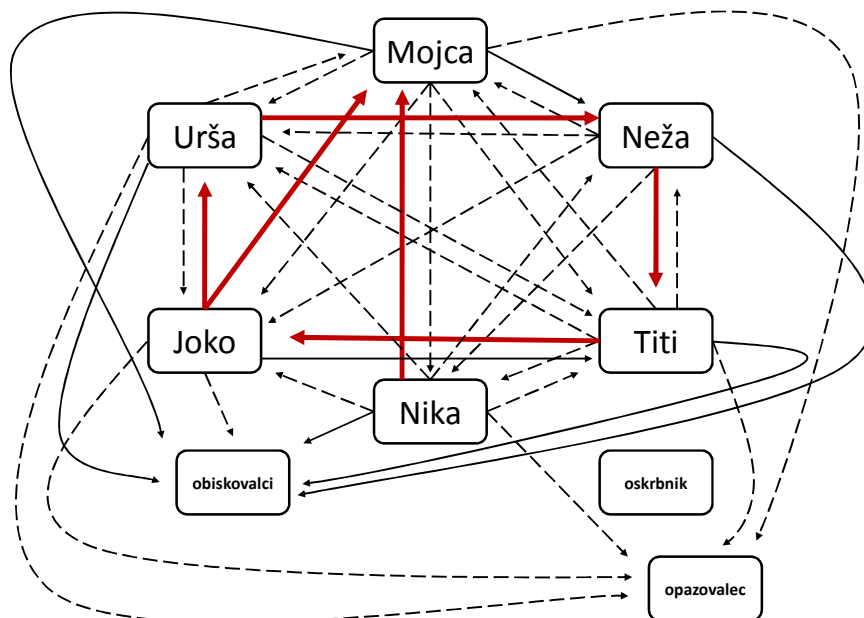 Mojca
Urša
Neža
Joko
Titi
Nika
obiskovalci
oskrbnik
opazovalec